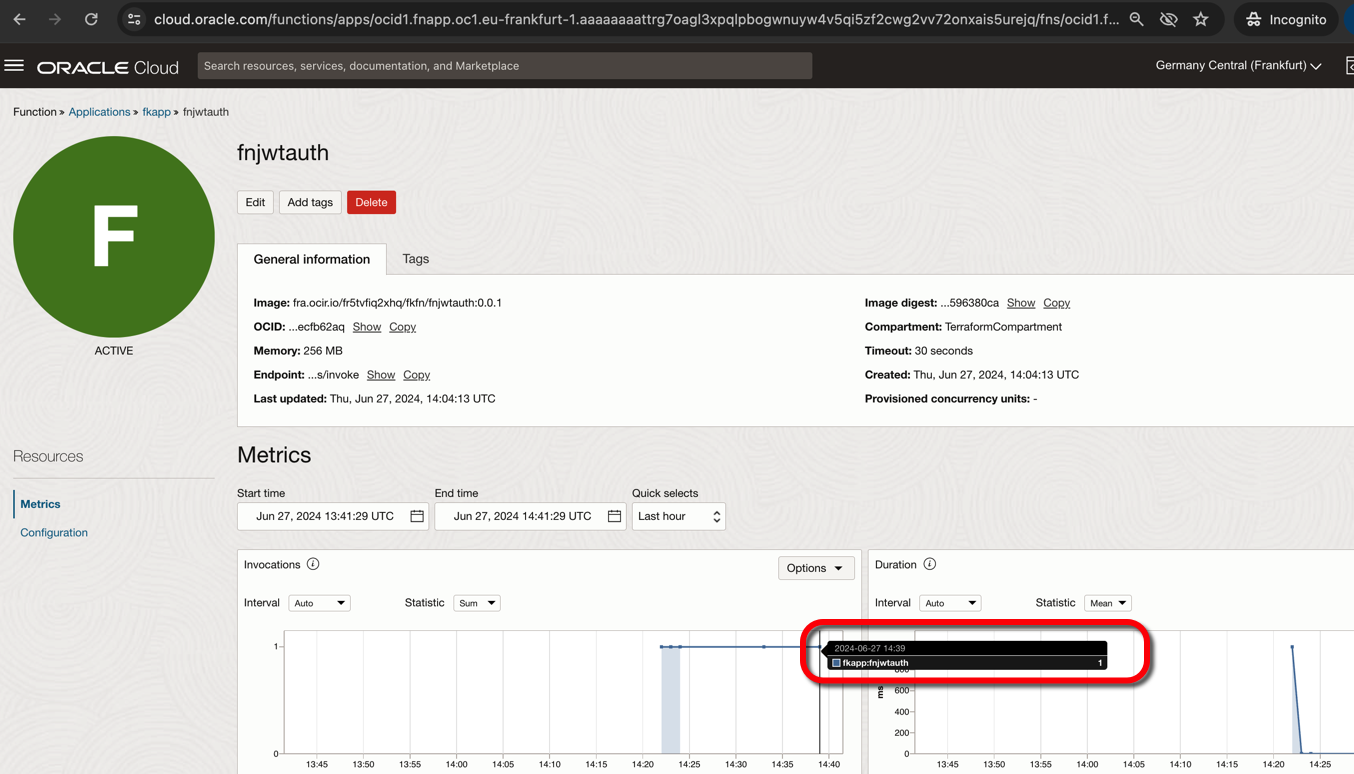 cloud.oracle.com/functions/apps/ocid1.fnapp.oc1.eu-frankfurt-1.aaaaaaaattrg7oagl3xpqlpbogwnuyw4v5qi5zf2cwg2vv72onxais5urejq/fns/ocid1.f...
Incognito
ORACLE Cloud
Search resources, services, documentation, and Marketplace
Germany Central (Frankfurt)
Function » Applications » fkapp » fnjwtauth
F
ACTIVE
fnjwtauth
Edit
Add tags
Delete
General information
Tags
Image: fra.ocir.io/fr5tvfiq2xhq/fkfn/fnjwtauth:0.0.1
OCID: ...ecfb62aq Show Copy
Memory: 256 MB
Endpoint: ...s/invoke Show Copy
Last updated: Thu, Jun 27, 2024, 14:04:13 UTC
Image digest: ...596380ca Show Copy
Compartment: TerraformCompartment
Timeout: 30 seconds
Created: Thu, Jun 27, 2024, 14:04:13 UTC
Provisioned concurrency units: -
Resources
Metrics
Configuration
Metrics
Start time
Jun 27, 2024 13:41:29 UTC
End time
Jun 27, 2024 14:41:29 UTC
Quick selects
Last hour
Invocations
Options
Interval Auto
Statistic Sum
1
0
13:45 13:50 13:55 14:00 14:05 14:10 14:15 14:20 14:25 14:30 14:35 14:40
2024-06-27 14:39
fkapp:fnjwtauth 1
Duration
Interval Auto
Statistic Mean
ms
800
600
400
200
0
13:45 13:50 13:55 14:00 14:05 14:10 14:15 14:20 14:25